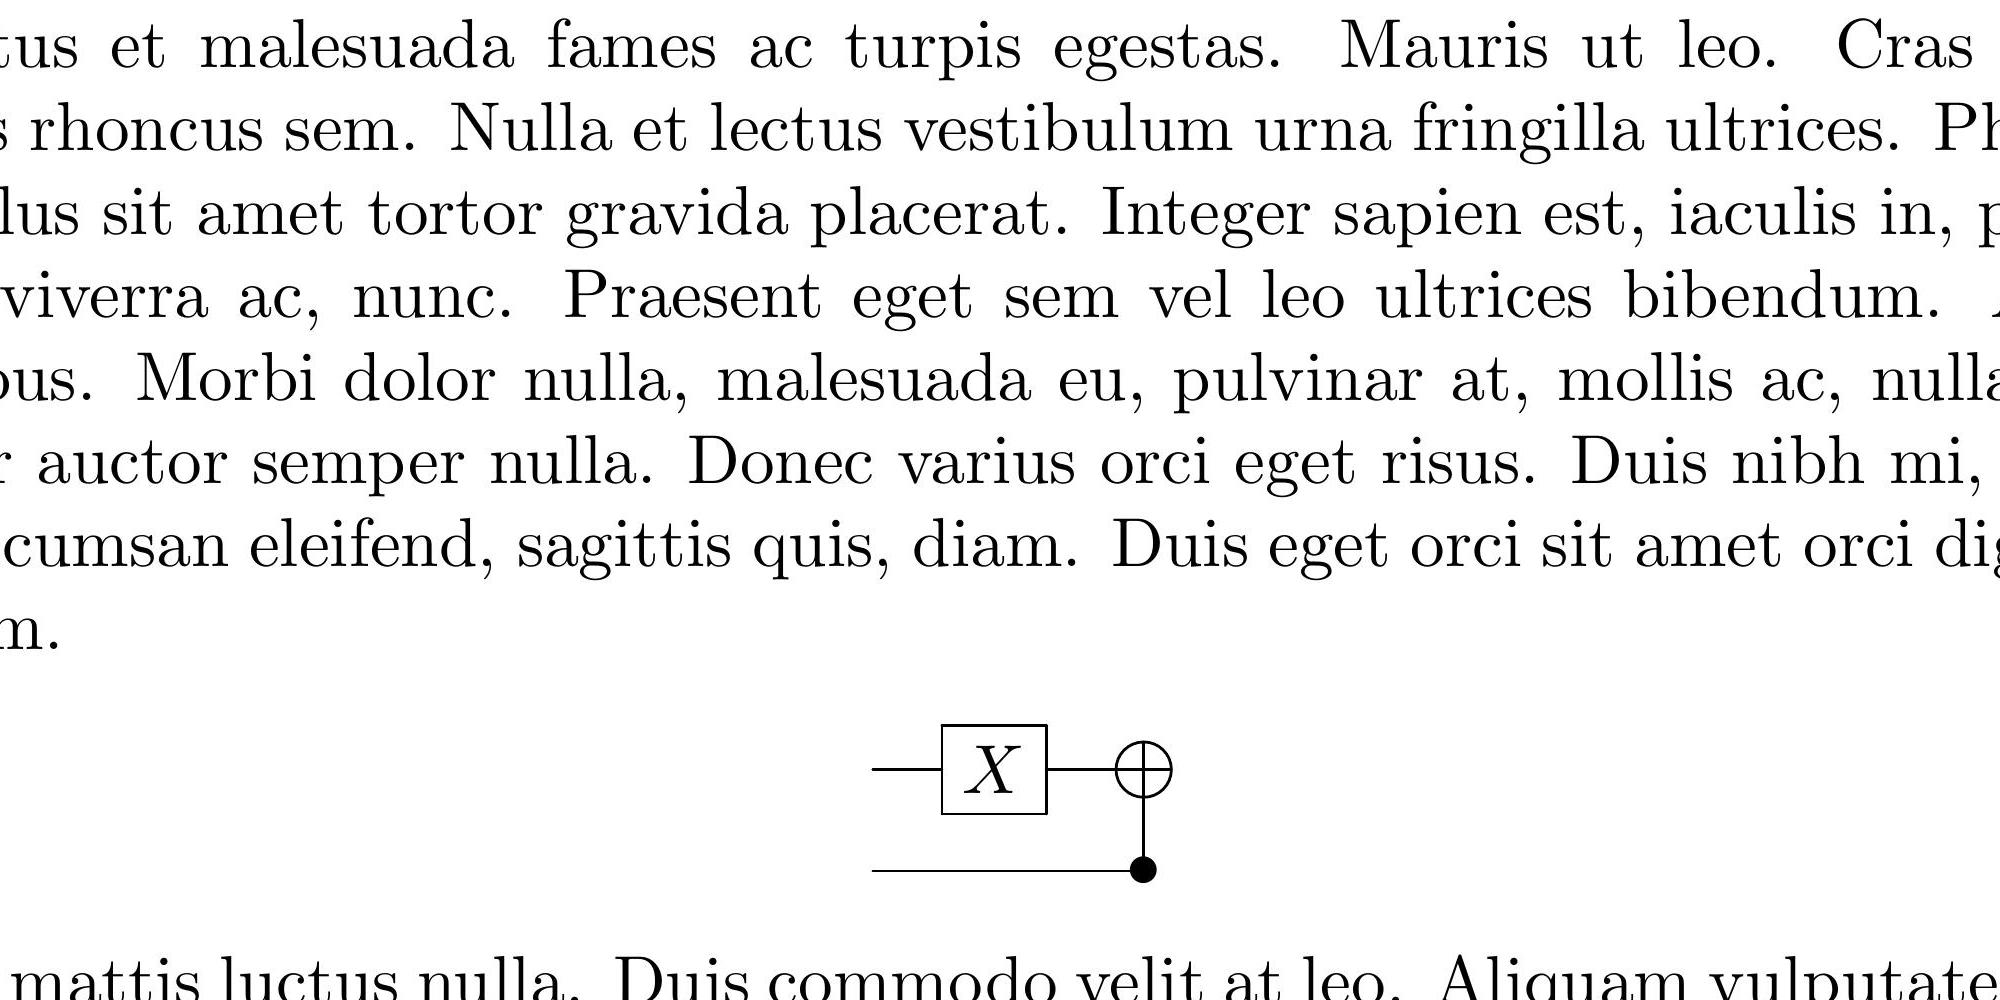 tus et malesuada fames ac turpis egestas. Mauris ut leo. Cras
s rhoncus sem. Nulla et lectus vestibulum urna fringilla ultrices. Ph
lus sit amet tortor gravida placerat. Integer sapien est, iaculis in, p
viverra ac, nunc. Praesent eget sem vel leo ultrices bibendum.
ous. Morbi dolor nulla, malesuada eu, pulvinar at, mollis ac, nulla
r auctor semper nulla. Donec varius orci eget risus. Duis nibh mi,
cumsan eleifend, sagittis quis, diam. Duis eget orci sit amet orci dig
m.
X
mattis luctus nulla. Duis commodo velit at leo. Aliquam vulputate